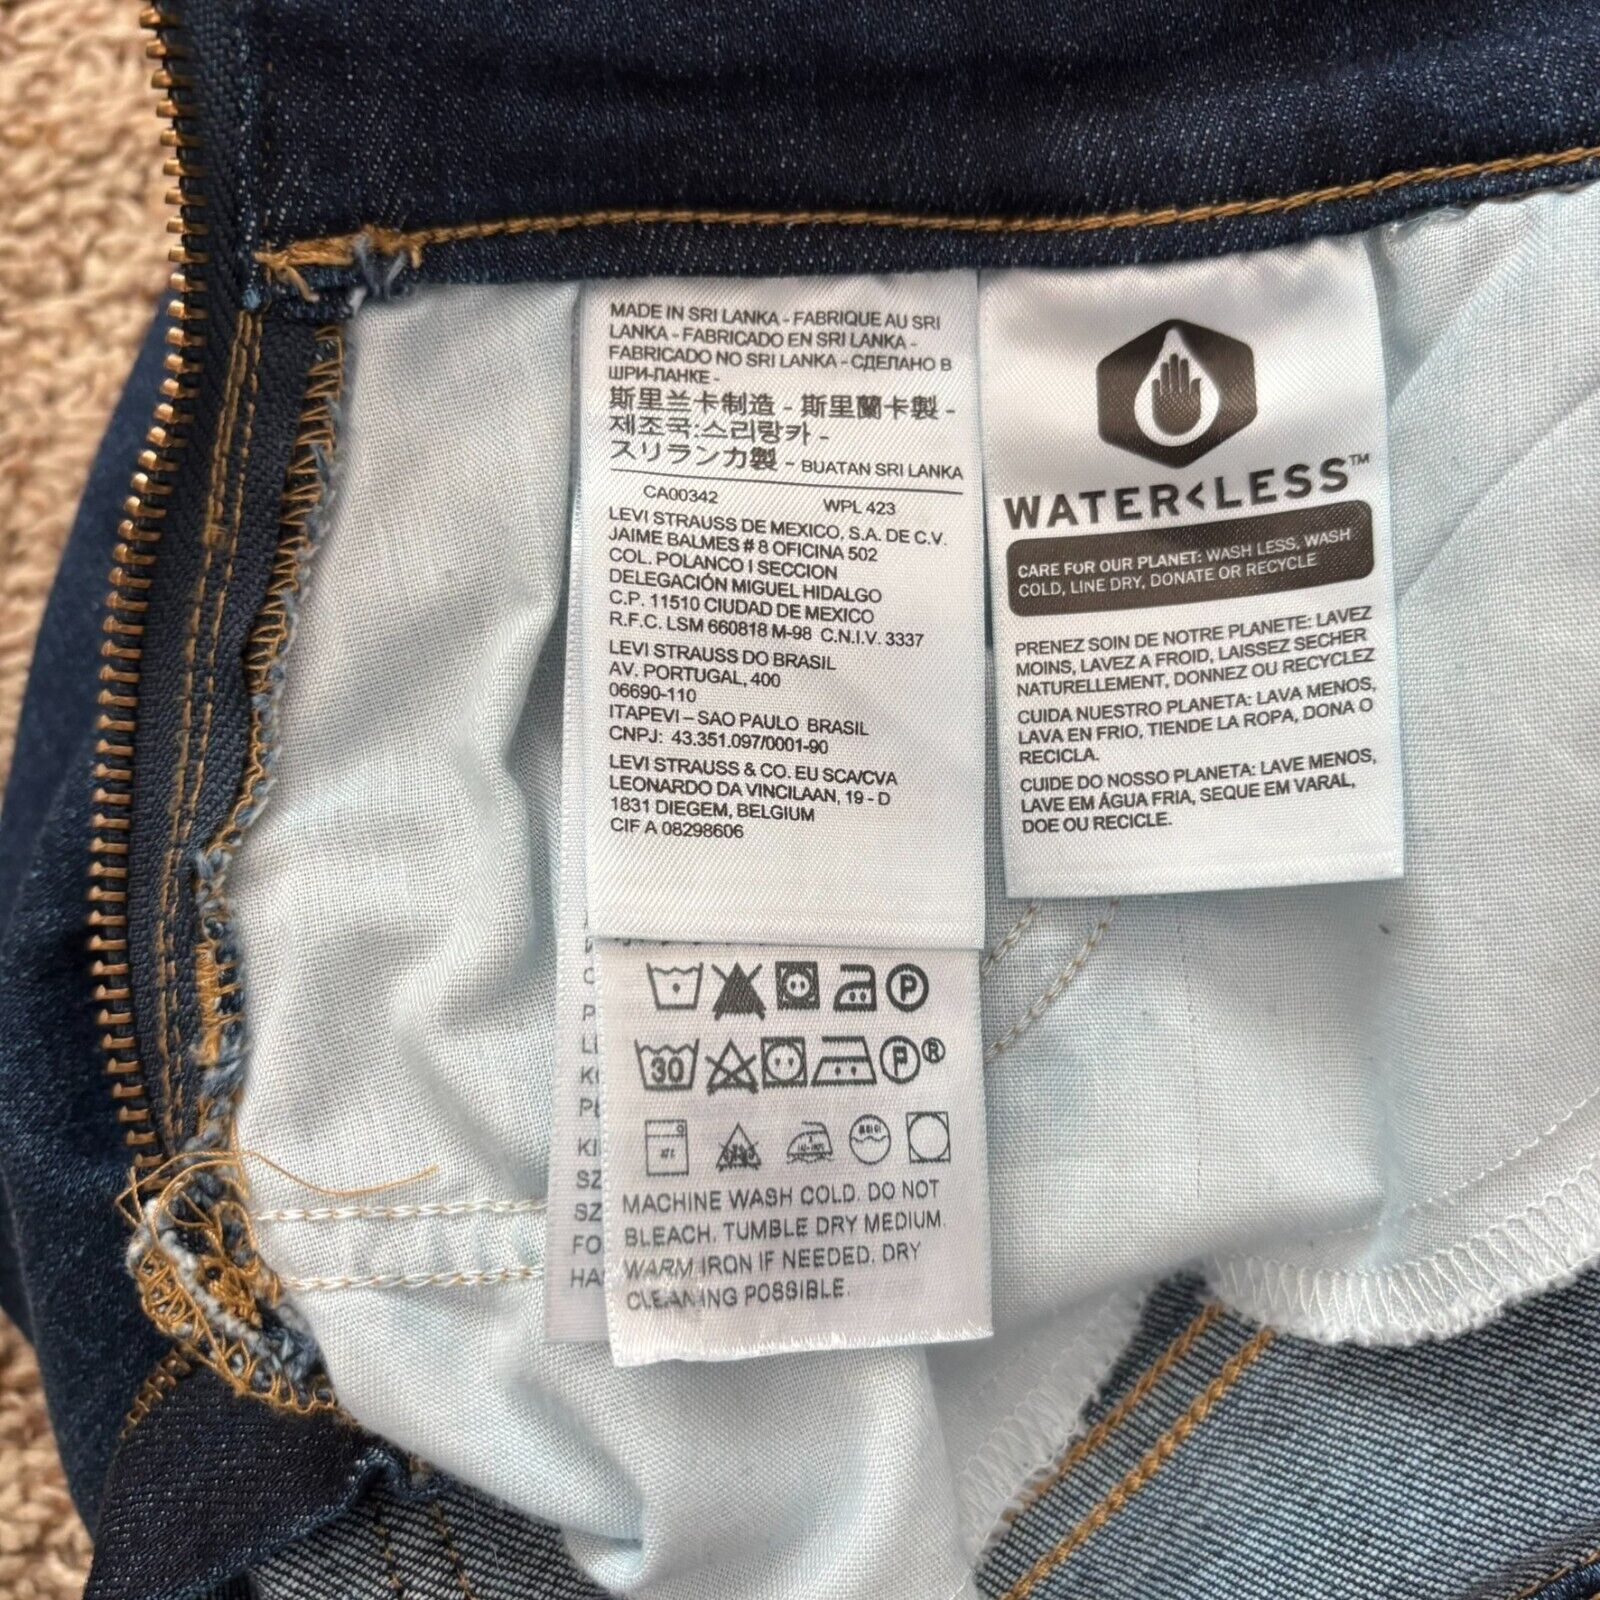 MADE IN SRI LANKA - FABRIQUE AU SRI
LANKA - FABRICADO EN SRI LANKA -
FABRICADO NO SRI LANKA - СДЕЛАНО В
ШРИ-ЛАНКЕ -
斯里兰卡制造 - 斯里蘭卡製 -
제조국:스리랑카 -
スリランカ製 - BUATAN SRI LANKA
CA00342 WPL 423
LEVI STRAUSS DE MEXICO, S.A. DE C.V.
JAIME BALMES # 8 OFICINA 502
COL. POLANCO I SECCION
DELEGACIÓN MIGUEL HIDALGO
C.P. 11510 CIUDAD DE MEXICO
R.F.C. LSM 660818 M-98 C.N.I.V. 3337
LEVI STRAUSS DO BRASIL
AV. PORTUGAL, 400
06690-110
ITAPEVI – SAO PAULO BRASIL
CNPJ: 43.351.097/0001-90
LEVI STRAUSS & CO. EU SCA/CVA
LEONARDO DA VINCILAAN, 19 - D
1831 DIEGEM, BELGIUM
CIF A 08298606
WATER<LESS™
CARE FOR OUR PLANET: WASH LESS, WASH
COLD, LINE DRY, DONATE OR RECYCLE
PRENEZ SOIN DE NOTRE PLANETE: LAVEZ
MOINS, LAVEZ A FROID, LAISSEZ SECHER
NATURELLEMENT, DONNEZ OU RECYCLEZ
CUIDA NUESTRO PLANETA: LAVA MENOS,
LAVA EN FRIO, TIENDE LA ROPA, DONA O
RECICLA.
CUIDE DO NOSSO PLANETA: LAVE MENOS,
LAVE EM ÁGUA FRIA, SEQUE EM VARAL,
DOE OU RECICLE.
P
30 P ®
MACHINE WASH COLD. DO NOT
BLEACH. TUMBLE DRY MEDIUM.
WARM IRON IF NEEDED. DRY
CLEANING POSSIBLE.